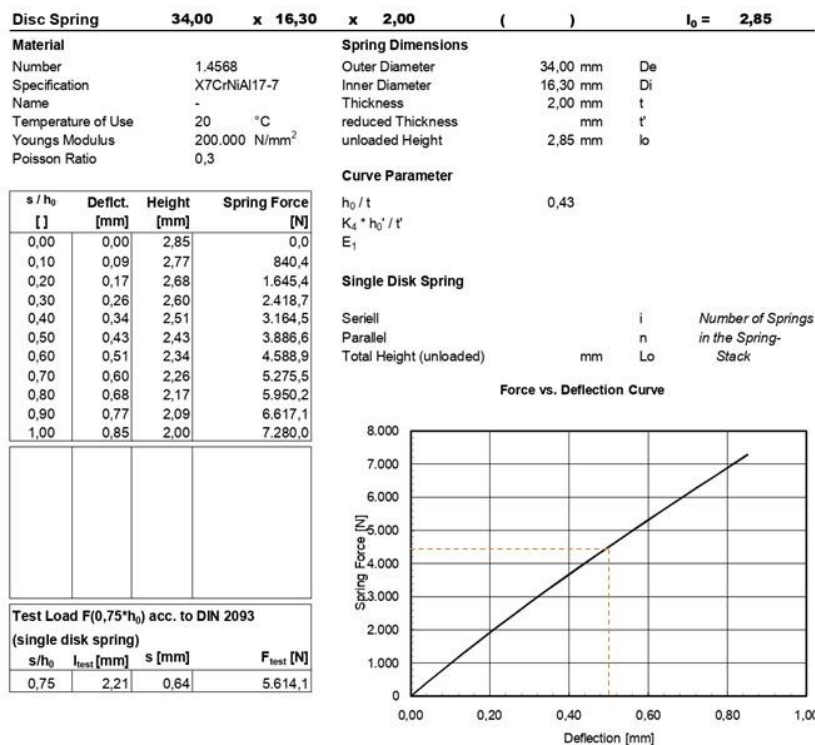 Disc Spring 34,00 x 16,30 x 2,00 ( ) l0 = 2,85
Material
Number 1.4568
Specification X7CrNiAl17-7
Name -
Temperature of Use 20 °C
Youngs Modulus 200.000 N/mm²
Poisson Ratio 0,3
Spring Dimensions
Outer Diameter 34,00 mm De
Inner Diameter 16,30 mm Di
Thickness 2,00 mm t
reduced Thickness mm t'
unloaded Height 2,85 mm lo
Curve Parameter
h0 / t 0,43
K4 * h0' / t'
E1
s / h0 Deflct. Height Spring Force
[ ] [mm] [mm] [N]
0,00 0,00 2,85 0,0
0,10 0,09 2,77 840,4
0,20 0,17 2,68 1.645,4
0,30 0,26 2,60 2.418,7
0,40 0,34 2,51 3.164,5
0,50 0,43 2,43 3.886,6
0,60 0,51 2,34 4.588,9
0,70 0,60 2,26 5.275,5
0,80 0,68 2,17 5.950,2
0,90 0,77 2,09 6.617,1
1,00 0,85 2,00 7.280,0
Single Disk Spring
Seriell i Number of Springs
Parallel n in the Spring-
Total Height (unloaded) mm Lo Stack
Test Load F(0,75*h0) acc. to DIN 2093
(single disk spring)
s/h0 ltest [mm] s [mm] Ftest [N]
0,75 2,21 0,64 5.614,1
Force vs. Deflection Curve
Spring Force [N]
8.000
7.000
6.000
5.000
4.000
3.000
2.000
1.000
0
0,00 0,20 0,40 0,60 0,80 1,00
Deflection [mm]